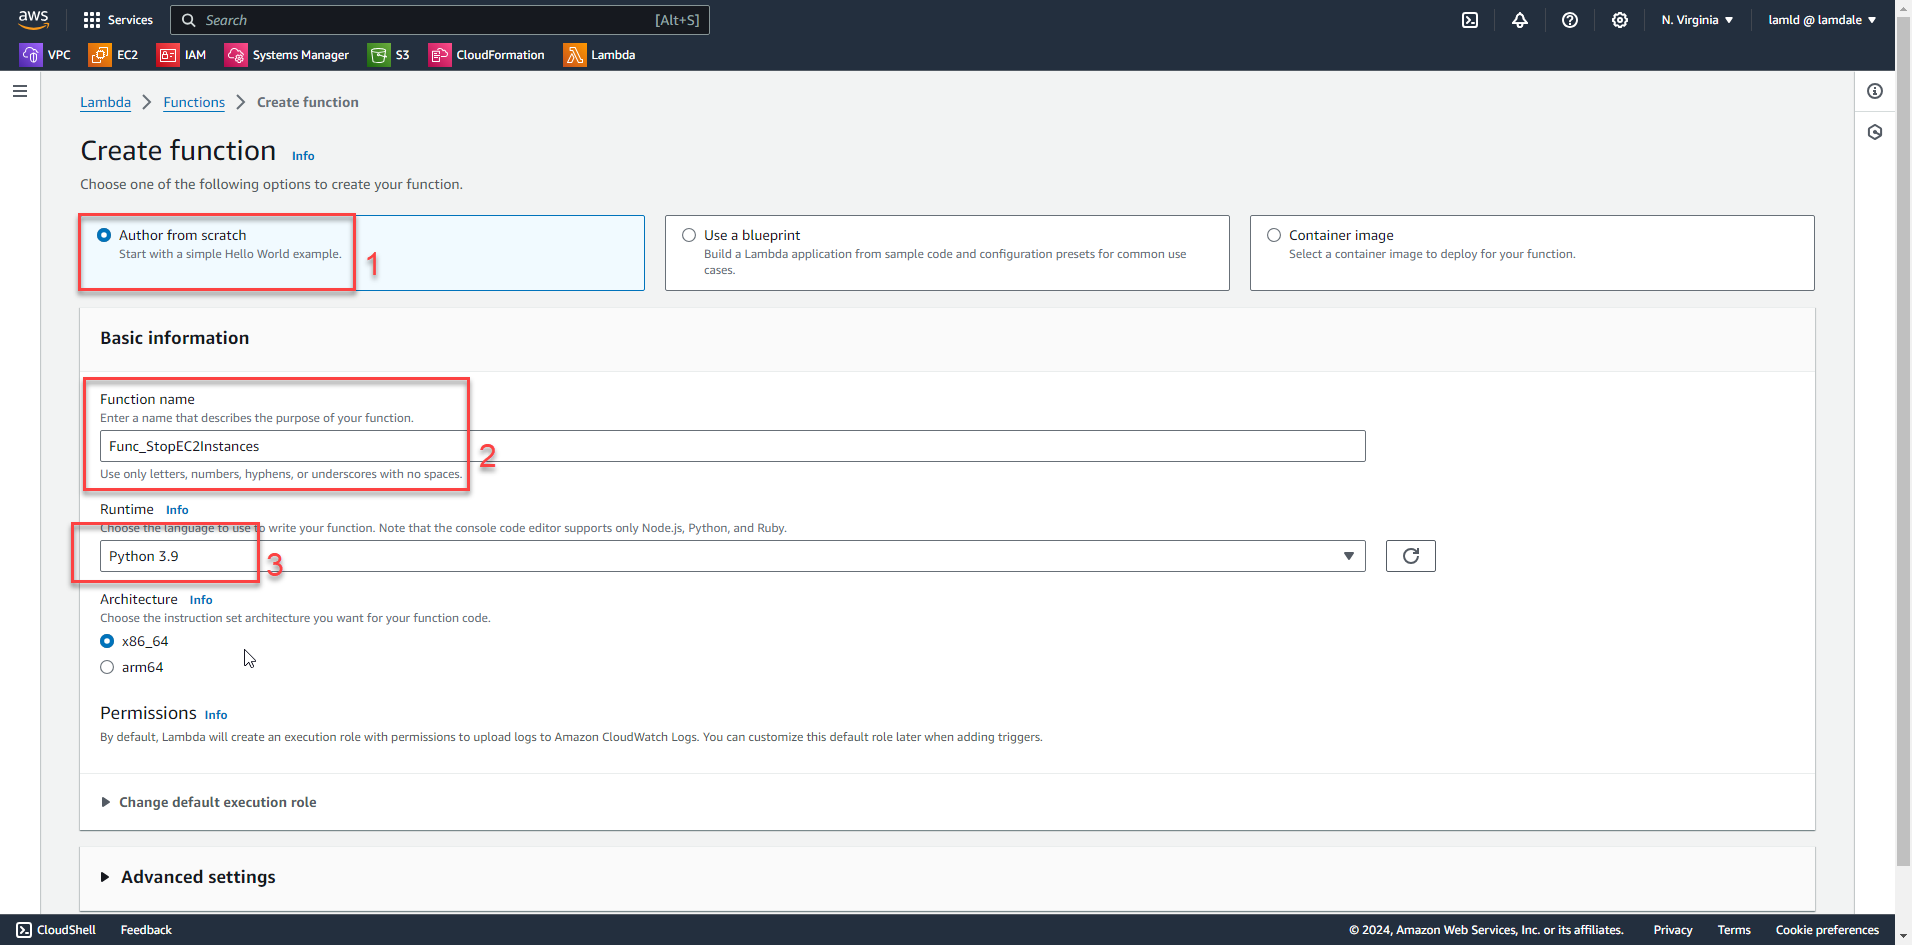 aws Services Search [Alt+S] N. Virginia lamld @ lamdale
VPC EC2 IAM Systems Manager S3 CloudFormation Lambda
Lambda Functions Create function
Create function Info
Choose one of the following options to create your function.
Author from scratch
Start with a simple Hello World example.
1
Use a blueprint
Build a Lambda application from sample code and configuration presets for common use
cases.
Container image
Select a container image to deploy for your function.
Basic information
Function name
Enter a name that describes the purpose of your function.
Func_StopEC2Instances
2
Use only letters, numbers, hyphens, or underscores with no spaces.
Runtime Info
Choose the language to use to write your function. Note that the console code editor supports only Node.js, Python, and Ruby.
Python 3.9
3
Architecture Info
Choose the instruction set architecture you want for your function code.
x86_64
arm64
Permissions Info
By default, Lambda will create an execution role with permissions to upload logs to Amazon CloudWatch Logs. You can customize this default role later when adding triggers.
Change default execution role
Advanced settings
CloudShell Feedback © 2024, Amazon Web Services, Inc. or its affiliates. Privacy Terms Cookie preferences